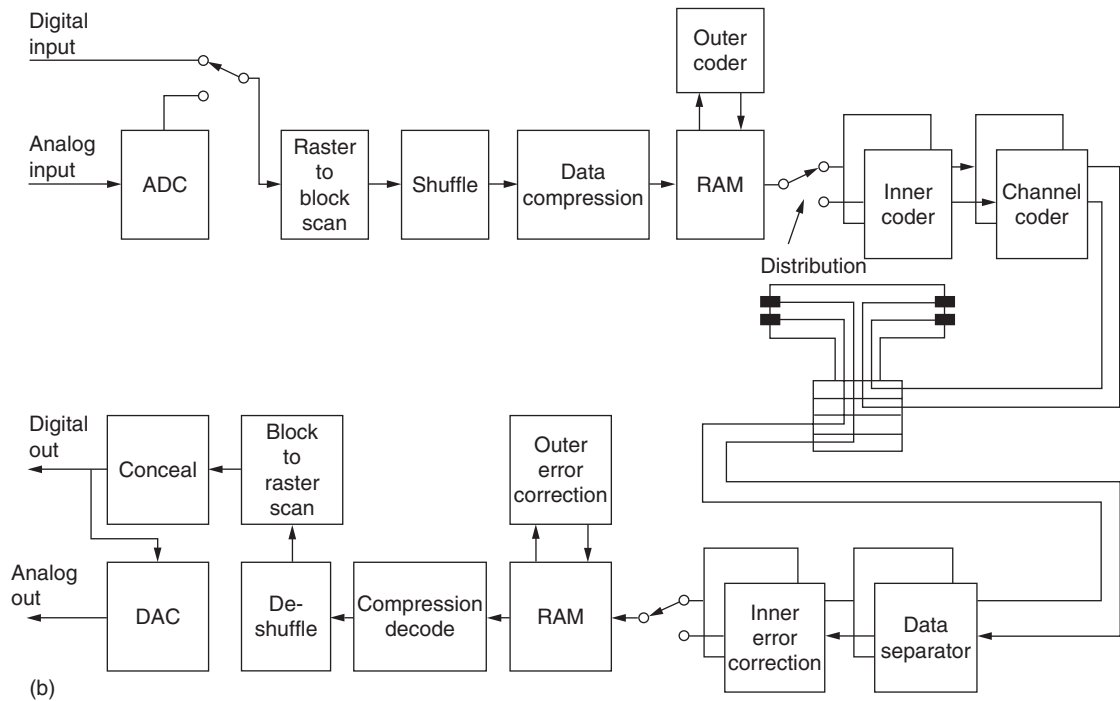 Digital
input
Outer
coder
Analog
input
ADC
Raster
to
block
scan
Shuffle
Data
compression
RAM
Inner
coder
Channel
coder
Distribution
Digital
out
Conceal
Block
to
raster
scan
Outer
error
correction
Analog
out
DAC
De-
shuffle
Compression
decode
RAM
Inner
error
correction
Data
separator
(b)